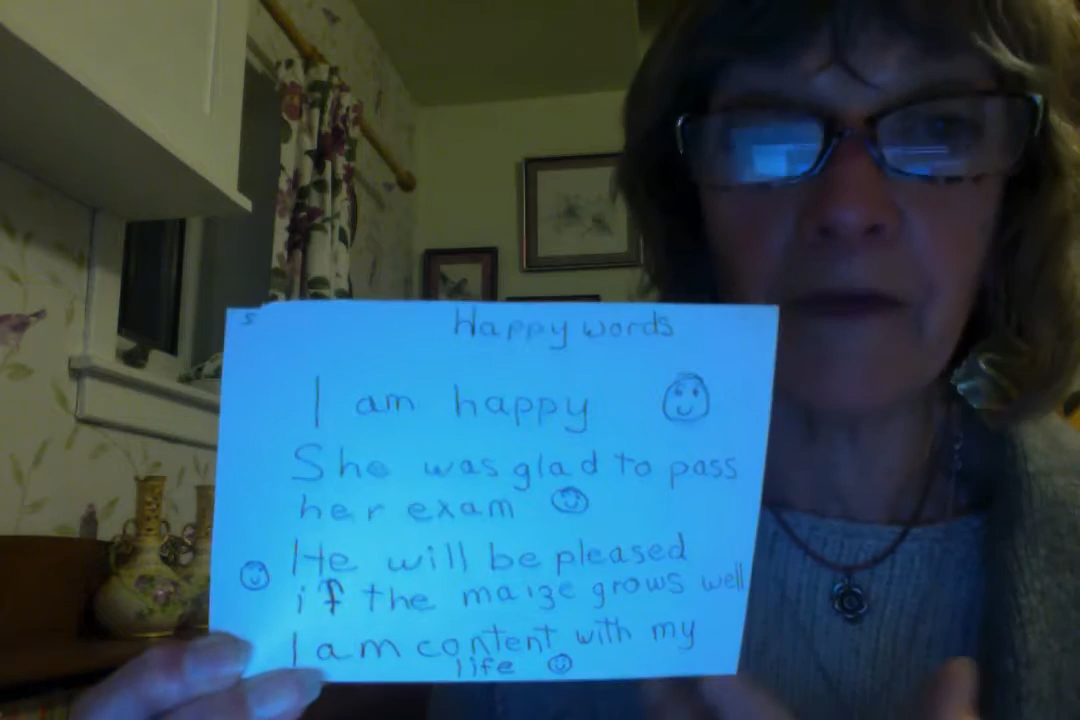 5
Happy words
I am happy
She was glad to pass
her exam
He will be pleased
if the maize grows well
I am content with my
life